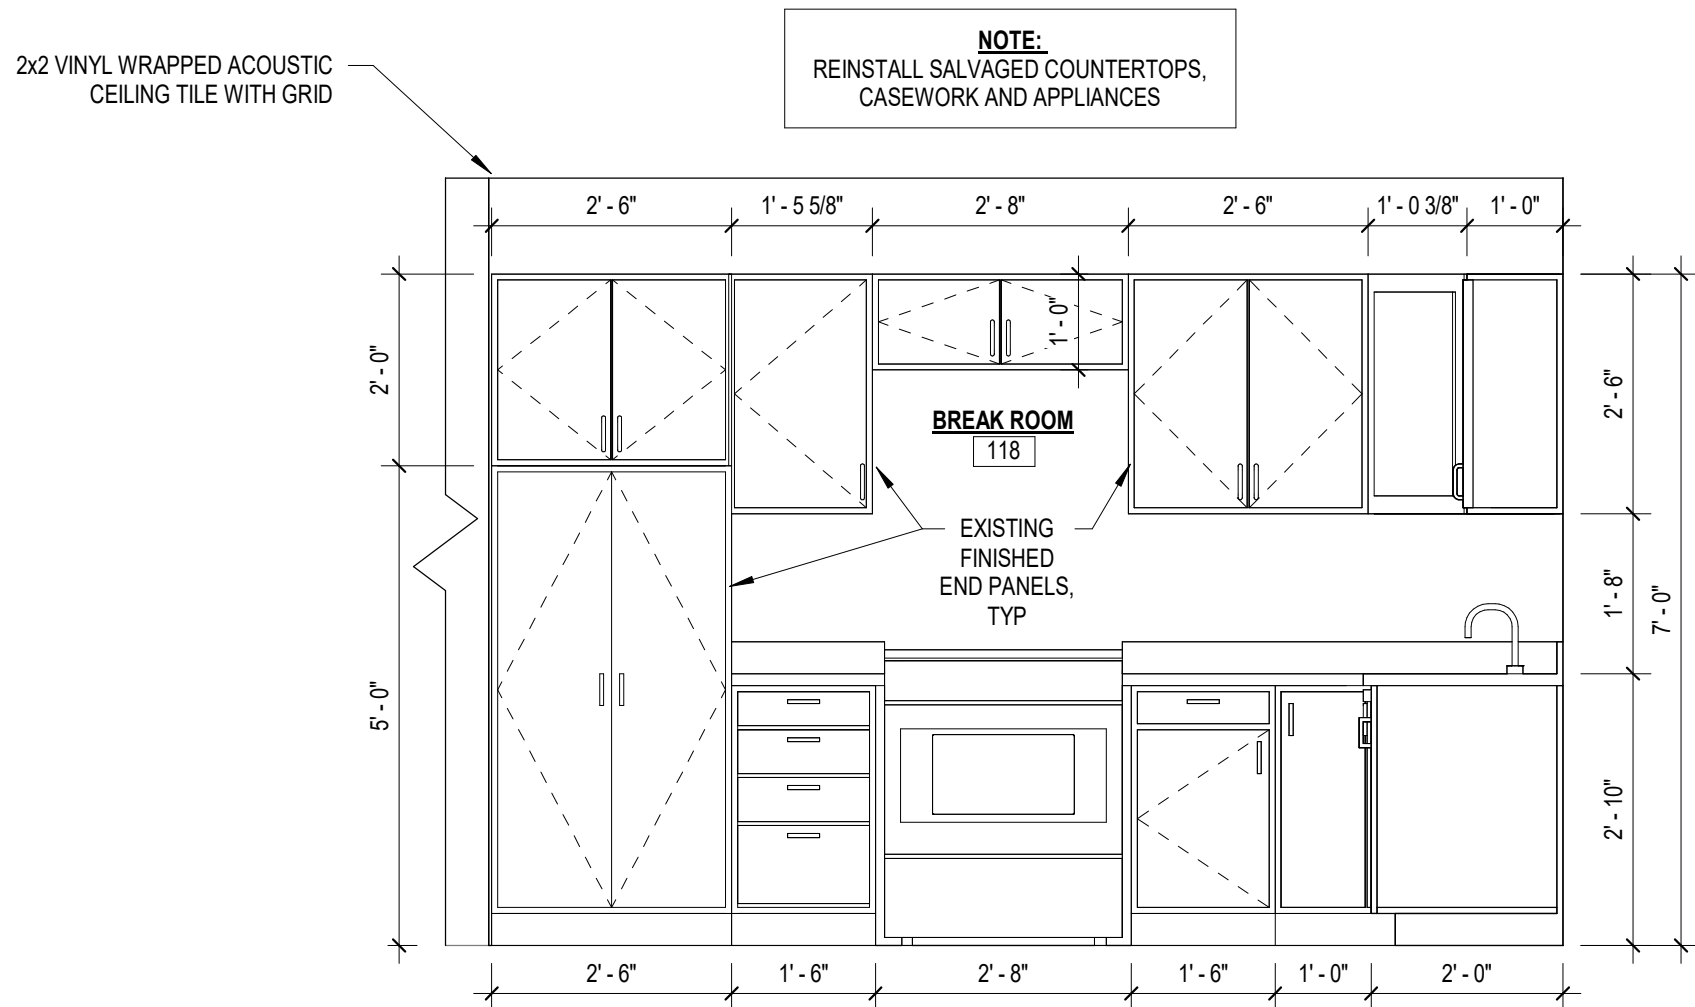 NOTE:
REINSTALL SALVAGED COUNTERTOPS,
CASEWORK AND APPLIANCES
2x2 VINYL WRAPPED ACOUSTIC
CEILING TILE WITH GRID
2' - 6"
1' - 5 5/8"
2' - 8"
2' - 6"
1' - 0 3/8"
1' - 0"
2' - 0"
1' - 0"
2' - 6"
BREAK ROOM
118
EXISTING
FINISHED
END PANELS,
TYP
1' - 8"
7' - 0"
5' - 0"
2' - 10"
2' - 6"
1' - 6"
2' - 8"
1' - 6"
1' - 0"
2' - 0"